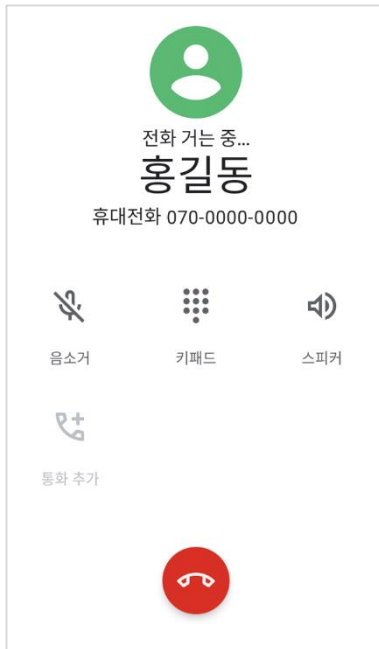 전화 거는 중...
홍길동
휴대전화 070-0000-0000
음소거
키패드
스피커
통화 추가